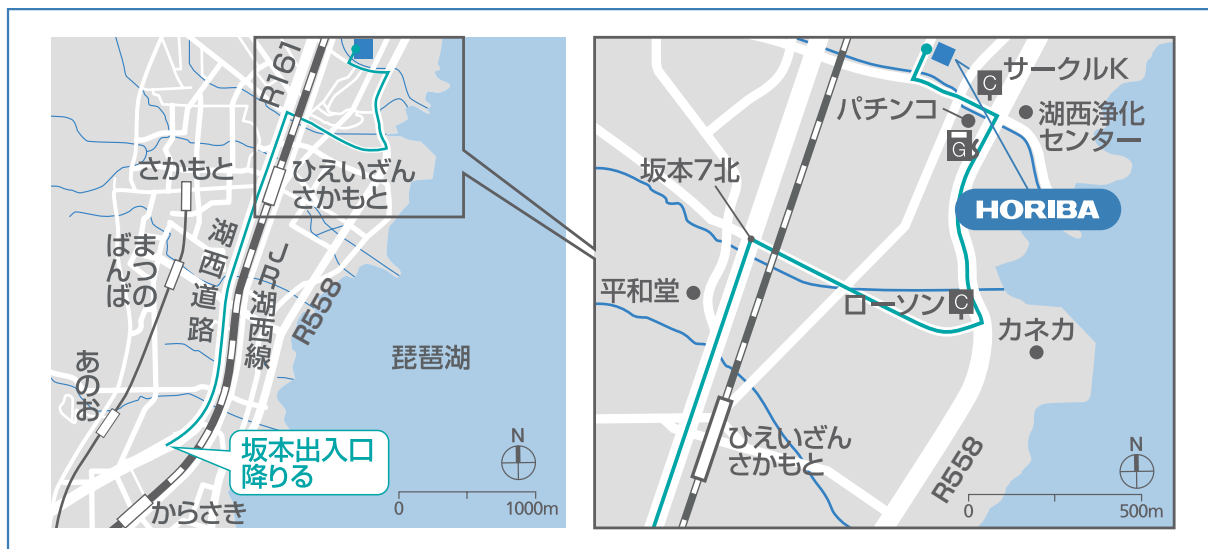 R161
さかもと
ひえいざん
さかもと
まつの
ばんば
湖西道路
JR湖西線
R558
あのお
琵琶湖
坂本出入口
降りる
からさき
N
0
1000m
サークルK
C
パチンコ
湖西浄化
センター
G
坂本7北
HORIBA
平和堂
ローソン
C
カネカ
ひえいざん
さかもと
R558
N
0
500m